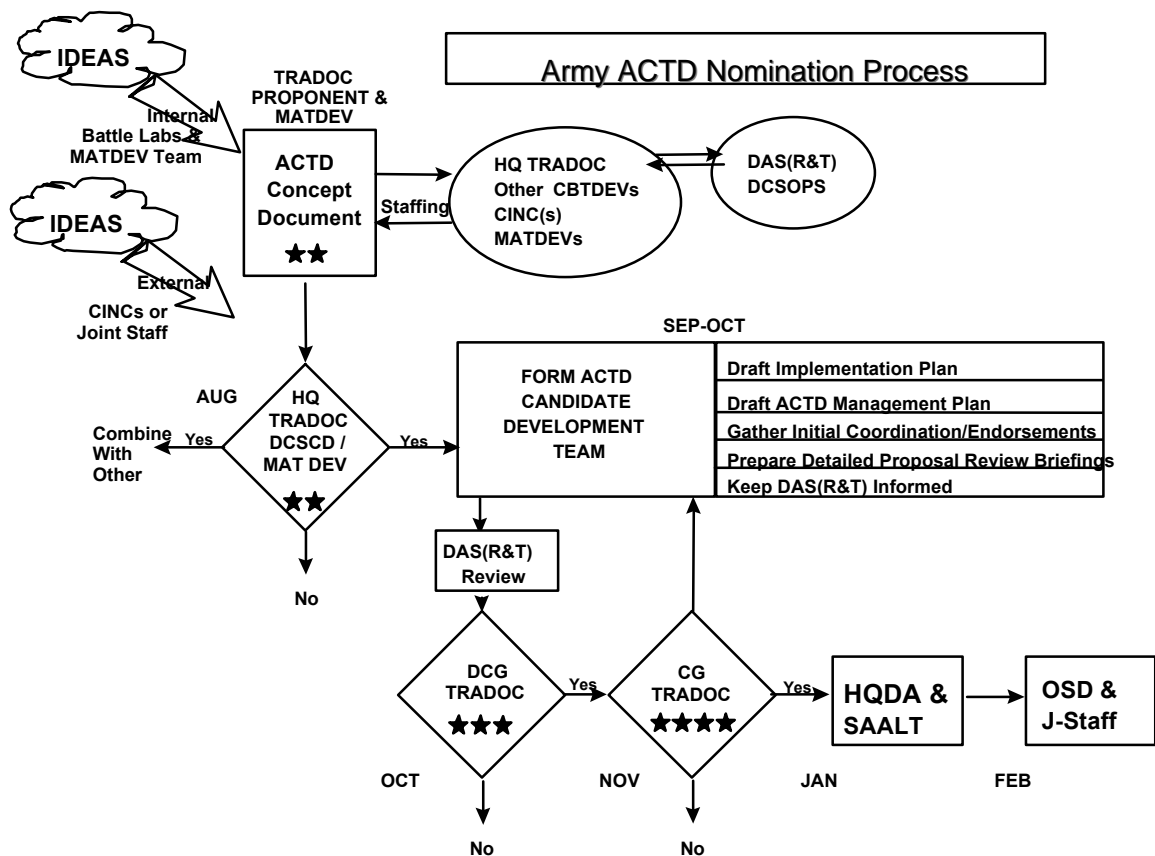 Army ACTD Nomination Process
IDEAS
Internal
Battle Labs &
MATDEV Team
IDEAS
External
CINCs or
Joint Staff
TRADOC
PROPONENT &
MATDEV
ACTD
Concept
Document
Staffing
HQ TRADOC
Other CBTDEVs
CINC(s)
MATDEVs
DAS(R&T)
DCSOPS
AUG
HQ
TRADOC
DCSCD /
MAT DEV
Yes
Combine
With
Other
Yes
No
SEP-OCT
FORM ACTD
CANDIDATE
DEVELOPMENT
TEAM
Draft Implementation Plan
Draft ACTD Management Plan
Gather Initial Coordination/Endorsements
Prepare Detailed Proposal Review Briefings
Keep DAS(R&T) Informed
DAS(R&T)
Review
DCG
TRADOC
Yes
OCT
No
CG
TRADOC
Yes
NOV
No
HQDA &
SAALT
JAN
OSD &
J-Staff
FEB